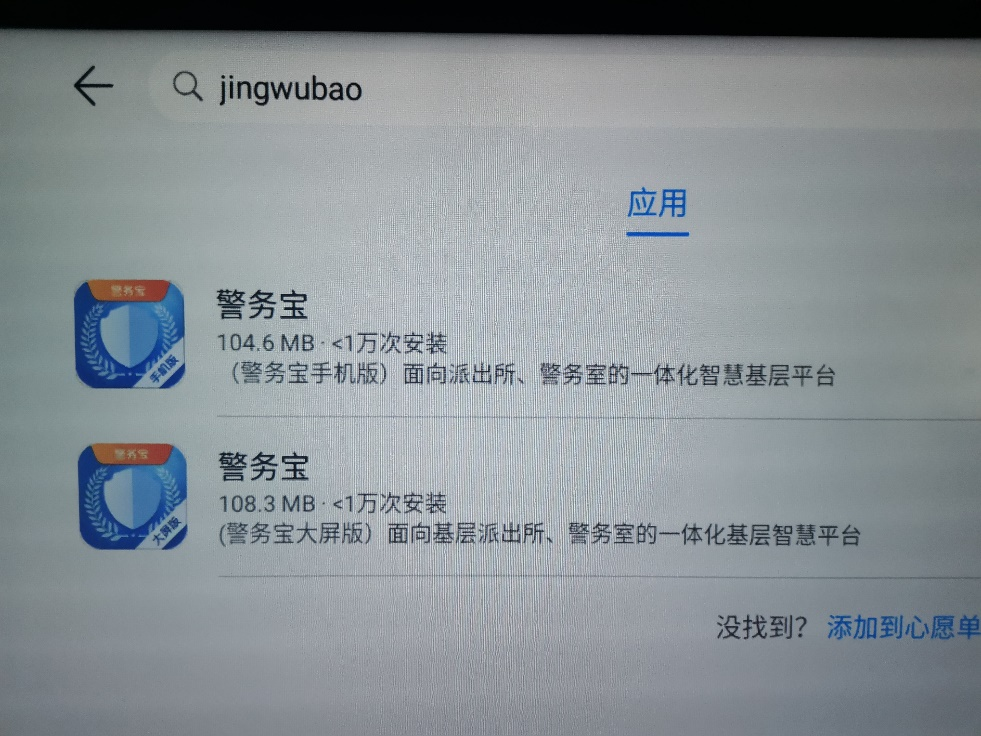 jingwubao
应用
警务宝
手机版
警务宝
104.6 MB · <1万次安装
（警务宝手机版）面向派出所、警务室的一体化智慧基层平台
警务宝
大屏版
警务宝
108.3 MB · <1万次安装
(警务宝大屏版）面向基层派出所、警务室的一体化基层智慧平台
没找到？ 添加到心愿单